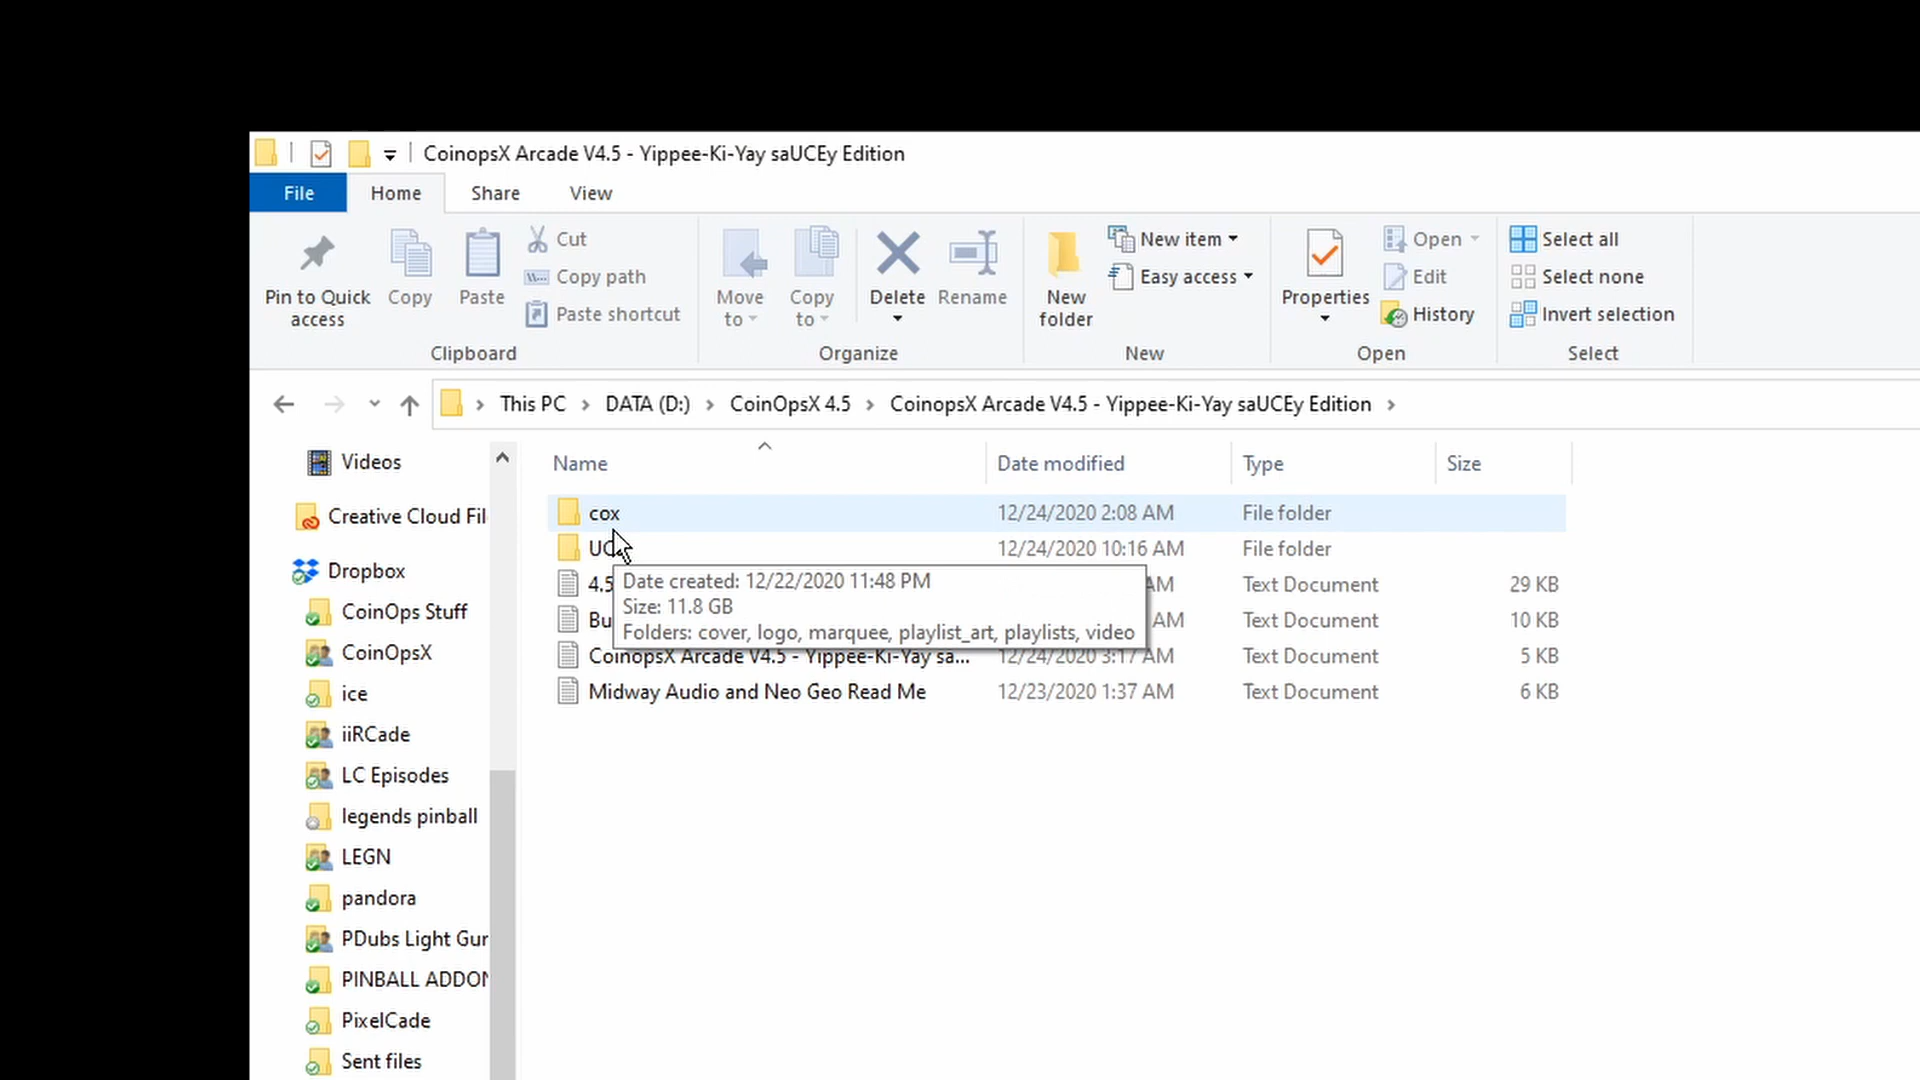 CoinopsX Arcade V4.5 - Yippee-Ki-Yay saUCEy Edition
File Home Share View
Pin to Quick access
Copy
Paste
Cut
Copy path
Paste shortcut
Move to
Copy to
Delete
Rename
New folder
New item
Easy access
Properties
Open
Edit
History
Select all
Select none
Invert selection
Clipboard Organize New Open Select
This PC > DATA (D:) > CoinOpsX 4.5 > CoinopsX Arcade V4.5 - Yippee-Ki-Yay saUCEy Edition >
Videos
Creative Cloud Fil
Dropbox
CoinOps Stuff
CoinOpsX
ice
iiRCade
LC Episodes
legends pinball
LEGN
pandora
PDubs Light Gur
PINBALL ADDON
PixelCade
Sent files
Name Date modified Type Size
cox 12/24/2020 2:08 AM File folder
12/24/2020 10:16 AM File folder
4.5 AM Text Document 29 KB
Bu AM Text Document 10 KB
CoinopsX Arcade V4.5 - Yippee-Ki-Yay sa... 12/24/2020 3:17 AM Text Document 5 KB
Midway Audio and Neo Geo Read Me 12/23/2020 1:37 AM Text Document 6 KB
Date created: 12/22/2020 11:48 PM
Size: 11.8 GB
Folders: cover, logo, marquee, playlist_art, playlists, video